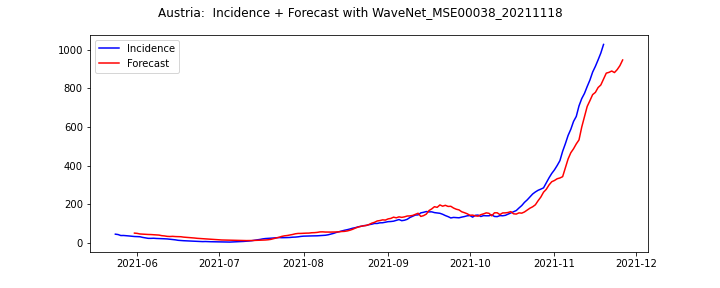 Austria:  Incidence + Forecast with WaveNet_MSE00038_20211118
Incidence
Forecast
1000
800
600
400
200
0
2021-06 2021-07 2021-08 2021-09 2021-10 2021-11 2021-12